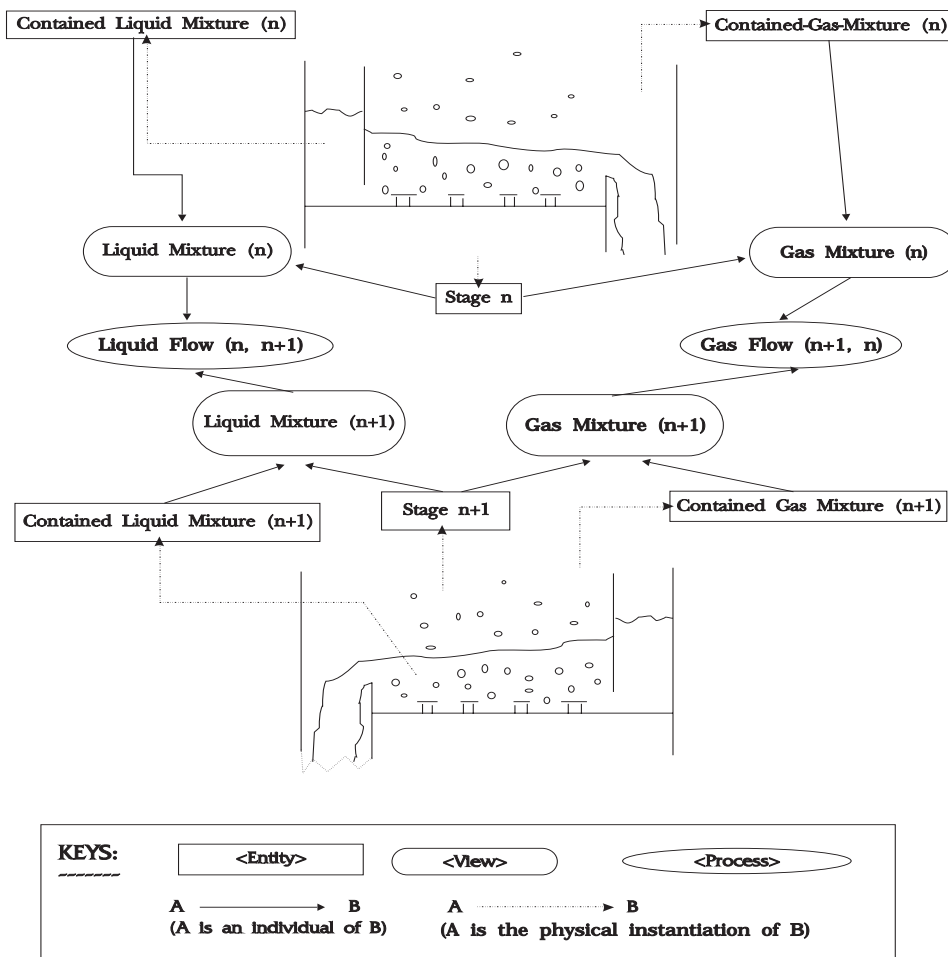 Contained Liquid Mixture (n)
Contained-Gas-Mixture (n)
Liquid Mixture (n)
Gas Mixture (n)
Stage n
Liquid Flow (n, n+1)
Gas Flow (n+1, n)
Liquid Mixture (n+1)
Gas Mixture (n+1)
Contained Liquid Mixture (n+1)
Stage n+1
Contained Gas Mixture (n+1)
KEYS:
<Entity>
<View>
<Process>
A B
(A is an individual of B)
A B
(A is the physical instantiation of B)